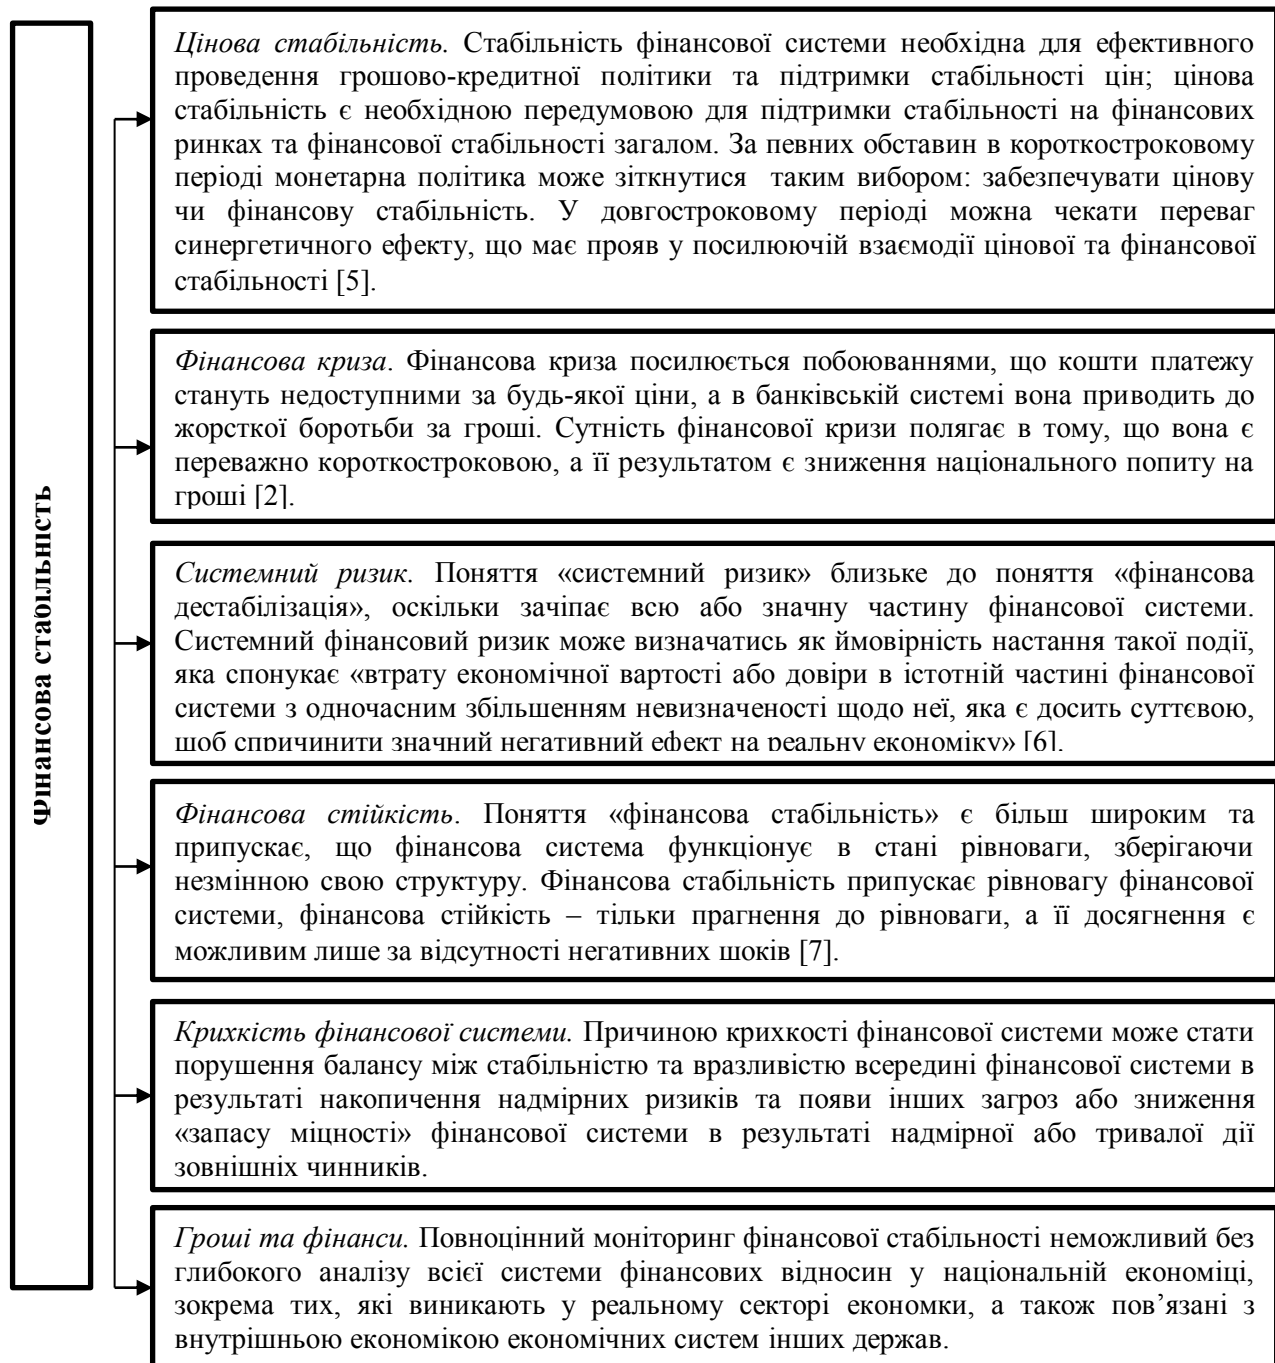 Фінансова стабільність
Цінова стабільність. Стабільність фінансової системи необхідна для ефективного
проведення грошово-кредитної політики та підтримки стабільності цін; цінова
стабільність є необхідною передумовою для підтримки стабільності на фінансових
ринках та фінансової стабільності загалом. За певних обставин в короткостроковому
періоді монетарна політика може зіткнутися таким вибором: забезпечувати цінову
чи фінансову стабільність. У довгостроковому періоді можна чекати переваг
синергетичного ефекту, що має прояв у посилюючій взаємодії цінової та фінансової
стабільності [5].
Фінансова криза. Фінансова криза посилюється побоюваннями, що кошти платежу
стануть недоступними за будь-якої ціни, а в банківській системі вона приводить до
жорсткої боротьби за гроші. Сутність фінансової кризи полягає в тому, що вона є
переважно короткостроковою, а її результатом є зниження національного попиту на
гроші [2].
Системний ризик. Поняття «системний ризик» близьке до поняття «фінансова
дестабілізація», оскільки зачіпає всю або значну частину фінансової системи.
Системний фінансовий ризик може визначатись як ймовірність настання такої події,
яка спонукає «втрату економічної вартості або довіри в істотній частині фінансової
системи з одночасним збільшенням невизначеності щодо неї, яка є досить суттєвою,
щоб спричинити значний негативний ефект на реальну економіку» [6].
Фінансова стійкість. Поняття «фінансова стабільність» є більш широким та
припускає, що фінансова система функціонує в стані рівноваги, зберігаючи
незмінною свою структуру. Фінансова стабільність припускає рівновагу фінансової
системи, фінансова стійкість – тільки прагнення до рівноваги, а її досягнення є
можливим лише за відсутності негативних шоків [7].
Крихкість фінансової системи. Причиною крихкості фінансової системи може стати
порушення балансу між стабільністю та вразливістю всередині фінансової системи в
результаті накопичення надмірних ризиків та появи інших загроз або зниження
«запасу міцності» фінансової системи в результаті надмірної або тривалої дії
зовнішніх чинників.
Гроші та фінанси. Повноцінний моніторинг фінансової стабільності неможливий без
глибокого аналізу всієї системи фінансових відносин у національній економіці,
зокрема тих, які виникають у реальному секторі економки, а також пов’язані з
внутрішньою економікою економічних систем інших держав.